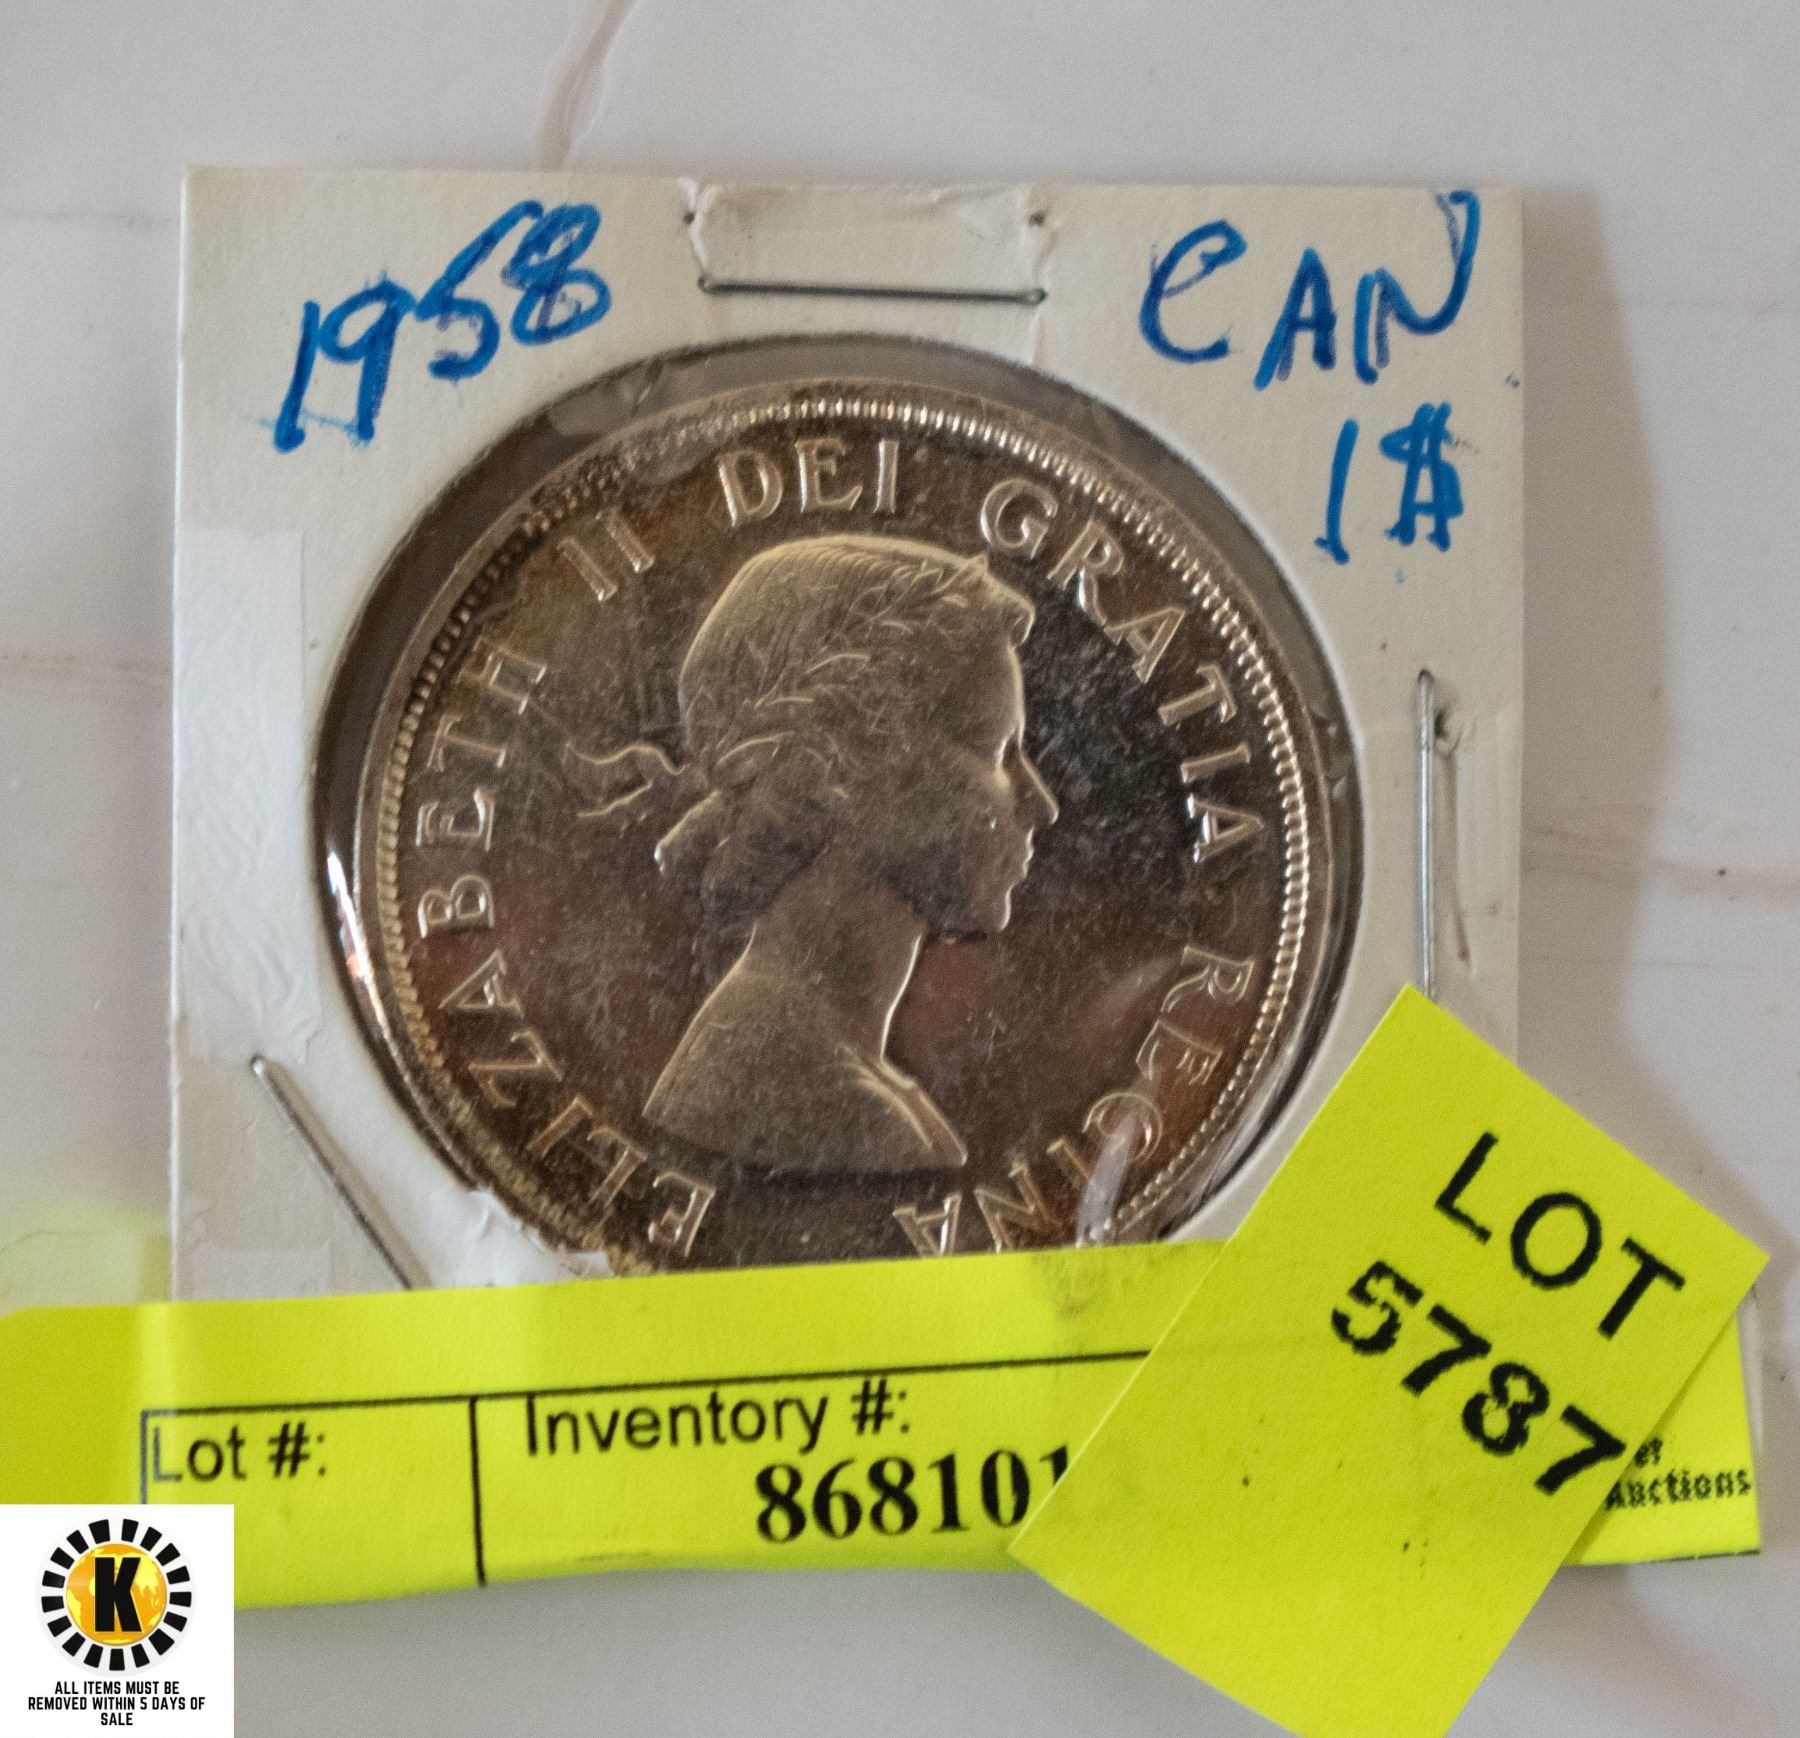 1958
CAN
1$
ELIZABETH II DEI GRATIA REGINA
LOT
5787
Lot #:
Inventory #:
868101
Auctions
K
ALL ITEMS MUST BE
REMOVED WITHIN 5 DAYS OF
SALE